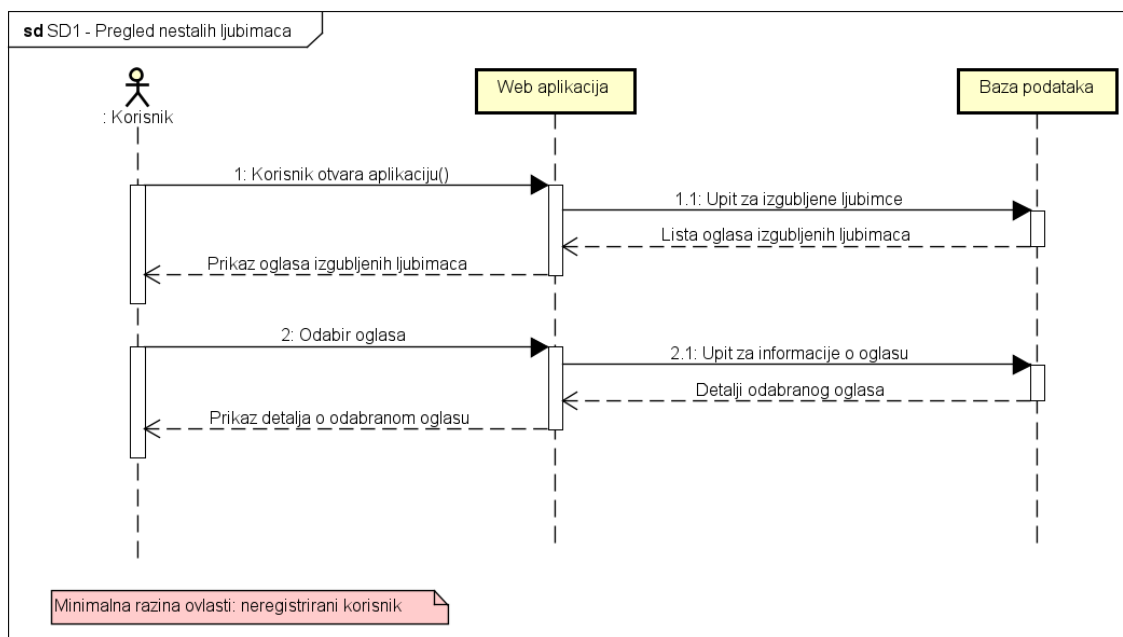 sd SD1 - Pregled nestalih ljubimaca
: Korisnik
Web aplikacija
Baza podataka
1: Korisnik otvara aplikaciju()
1.1: Upit za izgubljene ljubimce
Lista oglasa izgubljenih ljubimaca
Prikaz oglasa izgubljenih ljubimaca
2: Odabir oglasa
2.1: Upit za informacije o oglasu
Detalji odabranog oglasa
Prikaz detalja o odabranom oglasu
Minimalna razina ovlasti: neregistrirani korisnik